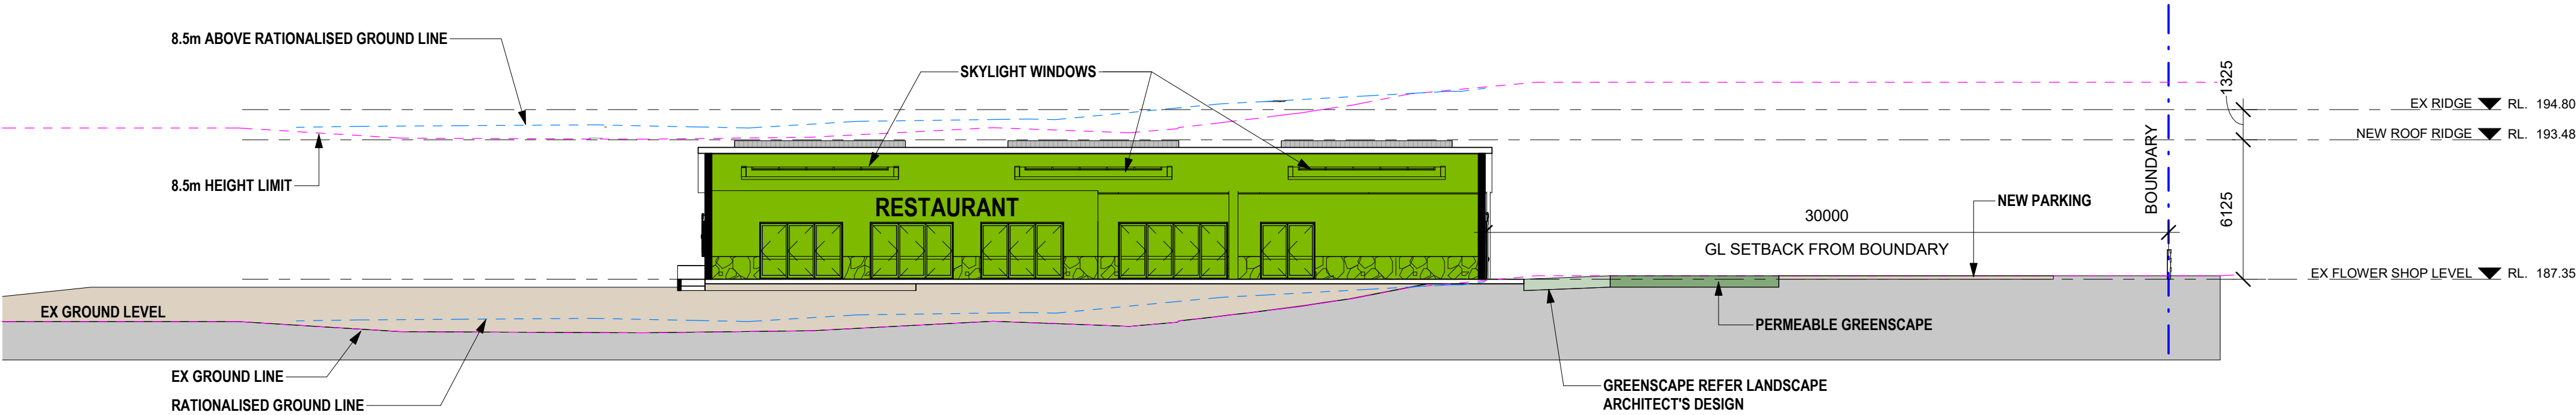 8.5m ABOVE RATIONALISED GROUND LINE
SKYLIGHT WINDOWS
1325
EX RIDGE RL. 194.80
NEW ROOF RIDGE RL. 193.48
BOUNDARY
8.5m HEIGHT LIMIT
RESTAURANT
NEW PARKING
30000
6125
GL SETBACK FROM BOUNDARY
EX FLOWER SHOP LEVEL RL. 187.35
EX GROUND LEVEL
PERMEABLE GREENSCAPE
EX GROUND LINE
GREENSCAPE REFER LANDSCAPE
ARCHITECT'S DESIGN
RATIONALISED GROUND LINE